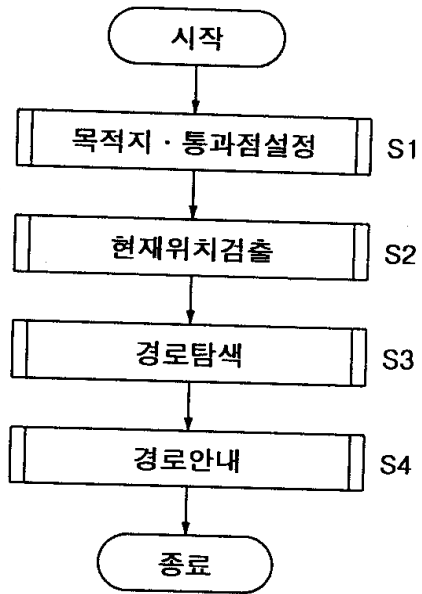 시작
목적지 · 통과점설정 S1
현재위치검출 S2
경로탐색 S3
경로안내 S4
종료